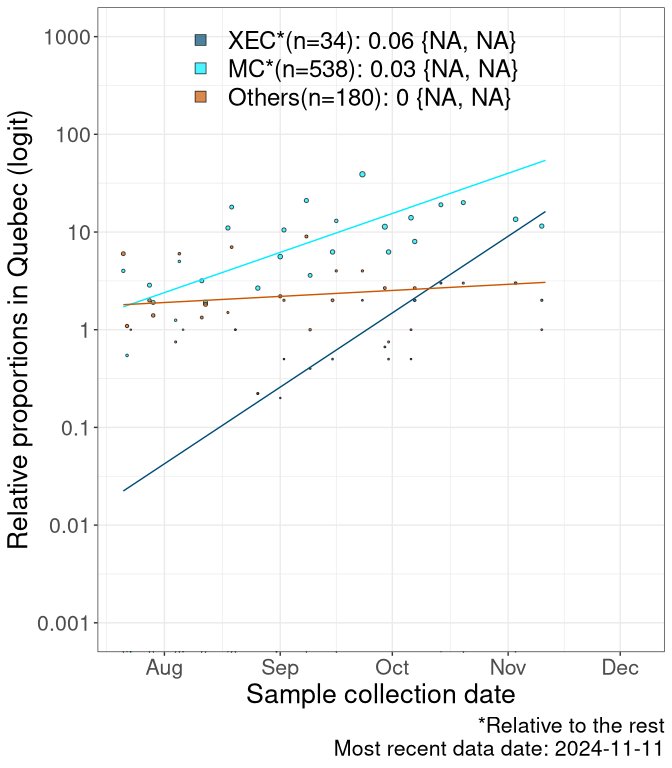 XEC*(n=34): 0.06 {NA, NA}
MC*(n=538): 0.03 {NA, NA}
Others(n=180): 0 {NA, NA}
Relative proportions in Quebec (logit)
1000
100
10
1
0.1
0.01
0.001
Aug Sep Oct Nov Dec
Sample collection date
*Relative to the rest
Most recent data date: 2024-11-11